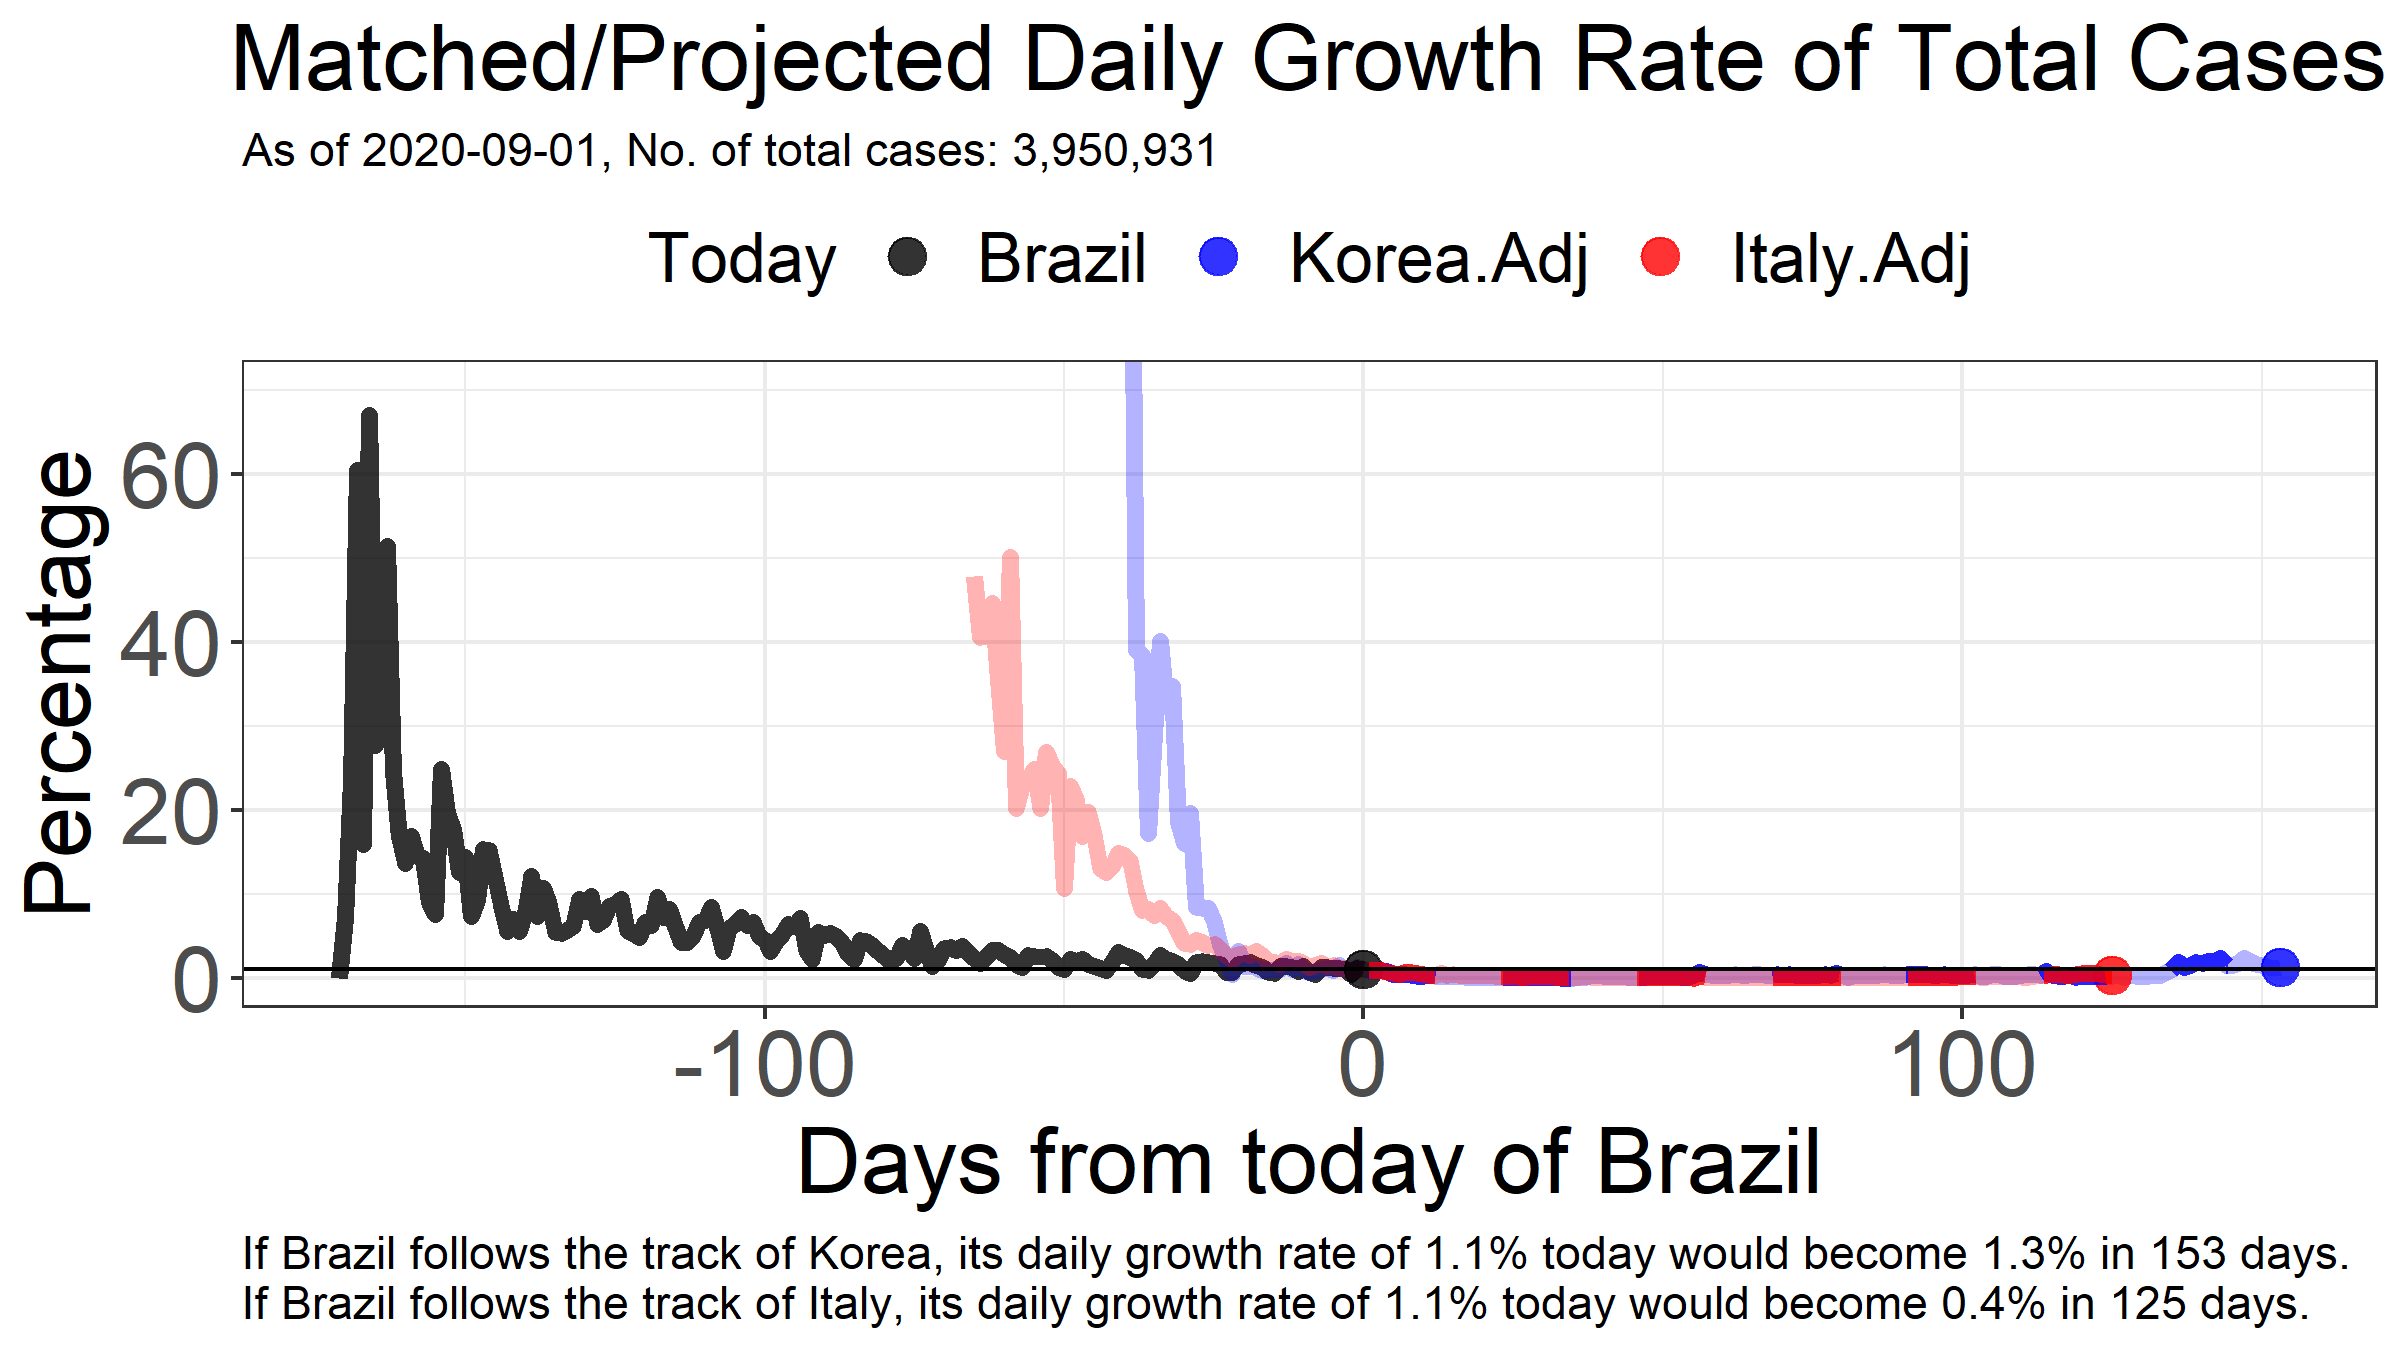 Matched/Projected Daily Growth Rate of Total Cases
As of 2020-09-01, No. of total cases: 3,950,931
Today Brazil Korea.Adj Italy.Adj
Percentage
60
40
20
0
-100 0 100
Days from today of Brazil
If Brazil follows the track of Korea, its daily growth rate of 1.1% today would become 1.3% in 153 days.
If Brazil follows the track of Italy, its daily growth rate of 1.1% today would become 0.4% in 125 days.